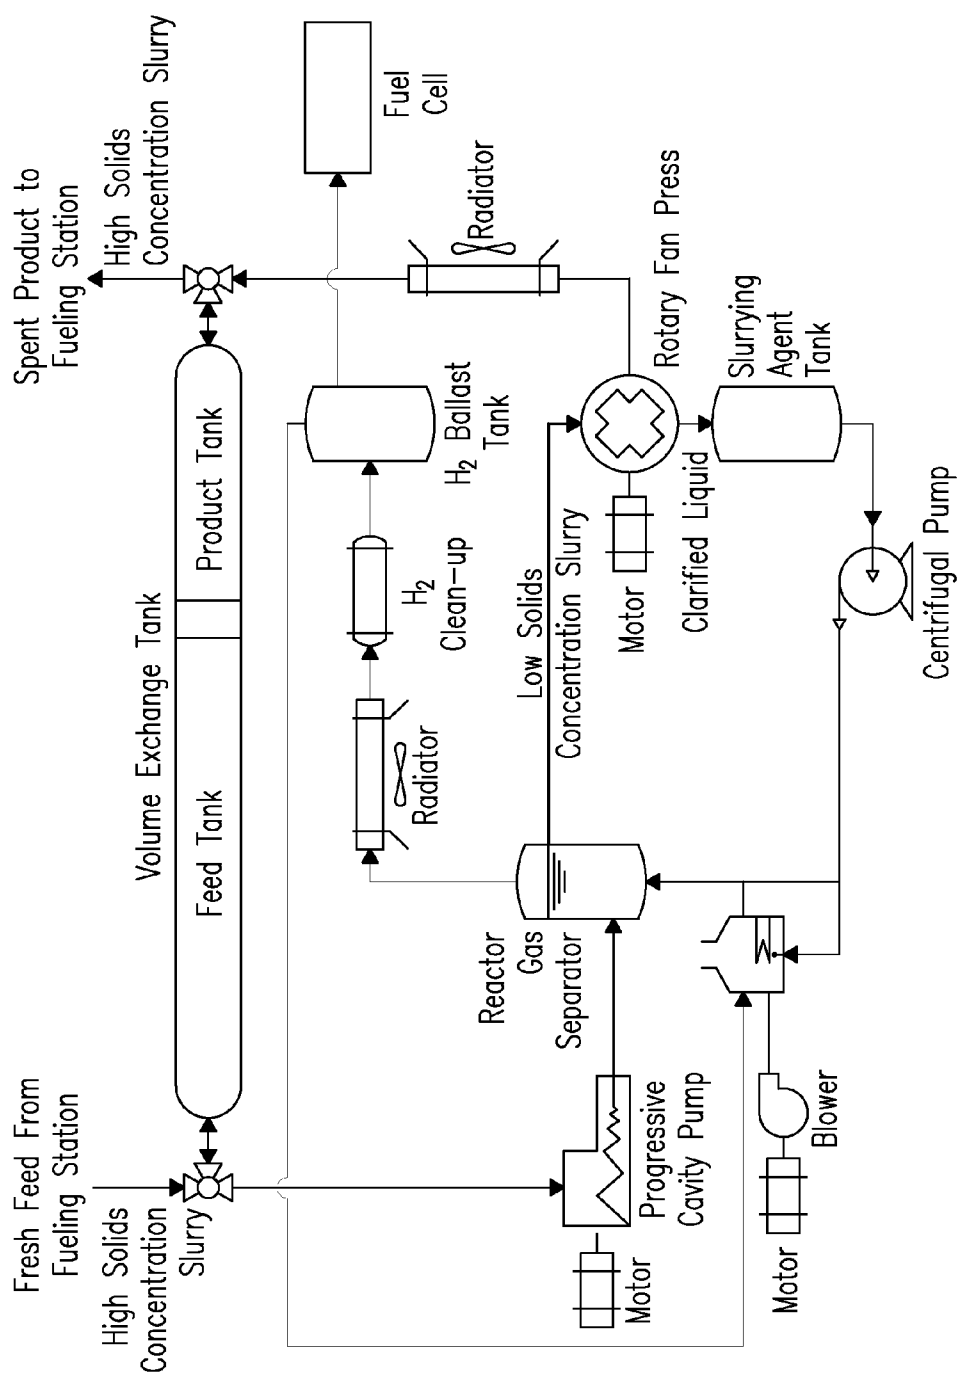 Fresh Feed From
Fueling Station
High Solids
Concentration
Slurry
Volume Exchange Tank
Feed Tank
Product Tank
Spent Product to
Fueling Station
High Solids
Concentration Slurry
Fuel
Cell
Radiator
H2
Clean-up
H2 Ballast
Tank
Radiator
Reactor
Gas
Separator
Low Solids
Concentration Slurry
Motor
Rotary Fan Press
Clarified Liquid
Slurrying
Agent
Tank
Motor
Progressive
Cavity Pump
Motor
Blower
Centrifugal Pump